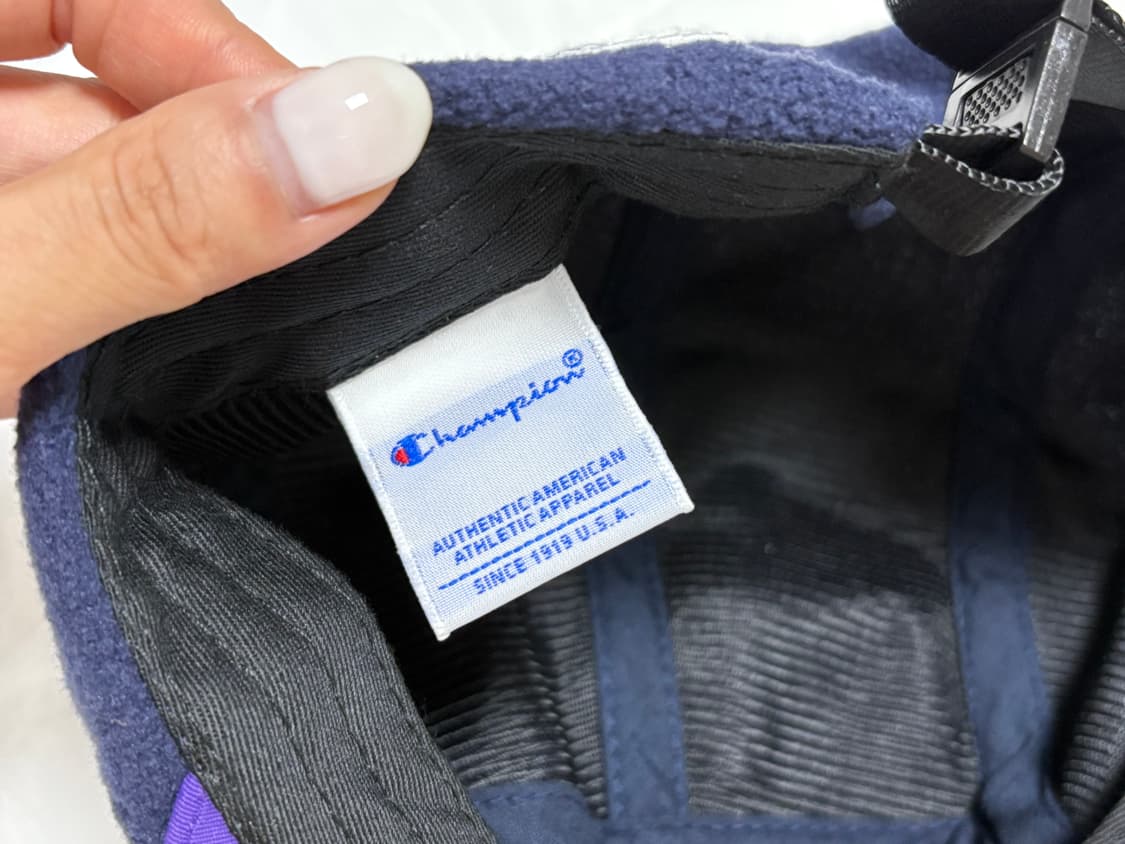 Champion®
AUTHENTIC AMERICAN
ATHLETIC APPAREL
SINCE 1919 U.S.A.